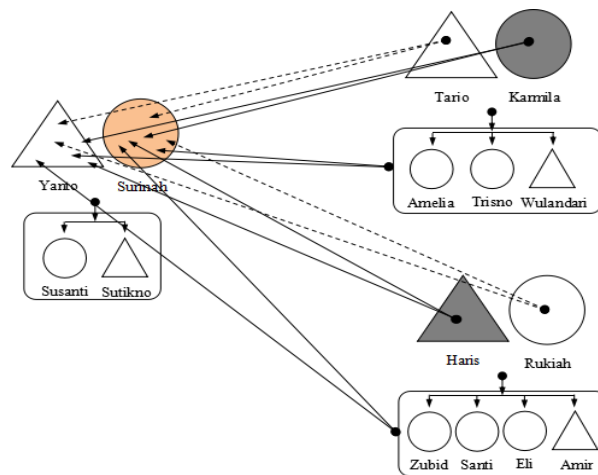 Tario Karmila
Yanto Surinah
Amelia Trisno Wulandari
Susanti Sutikno
Haris Rukiah
Zubid Santi Eli Amir